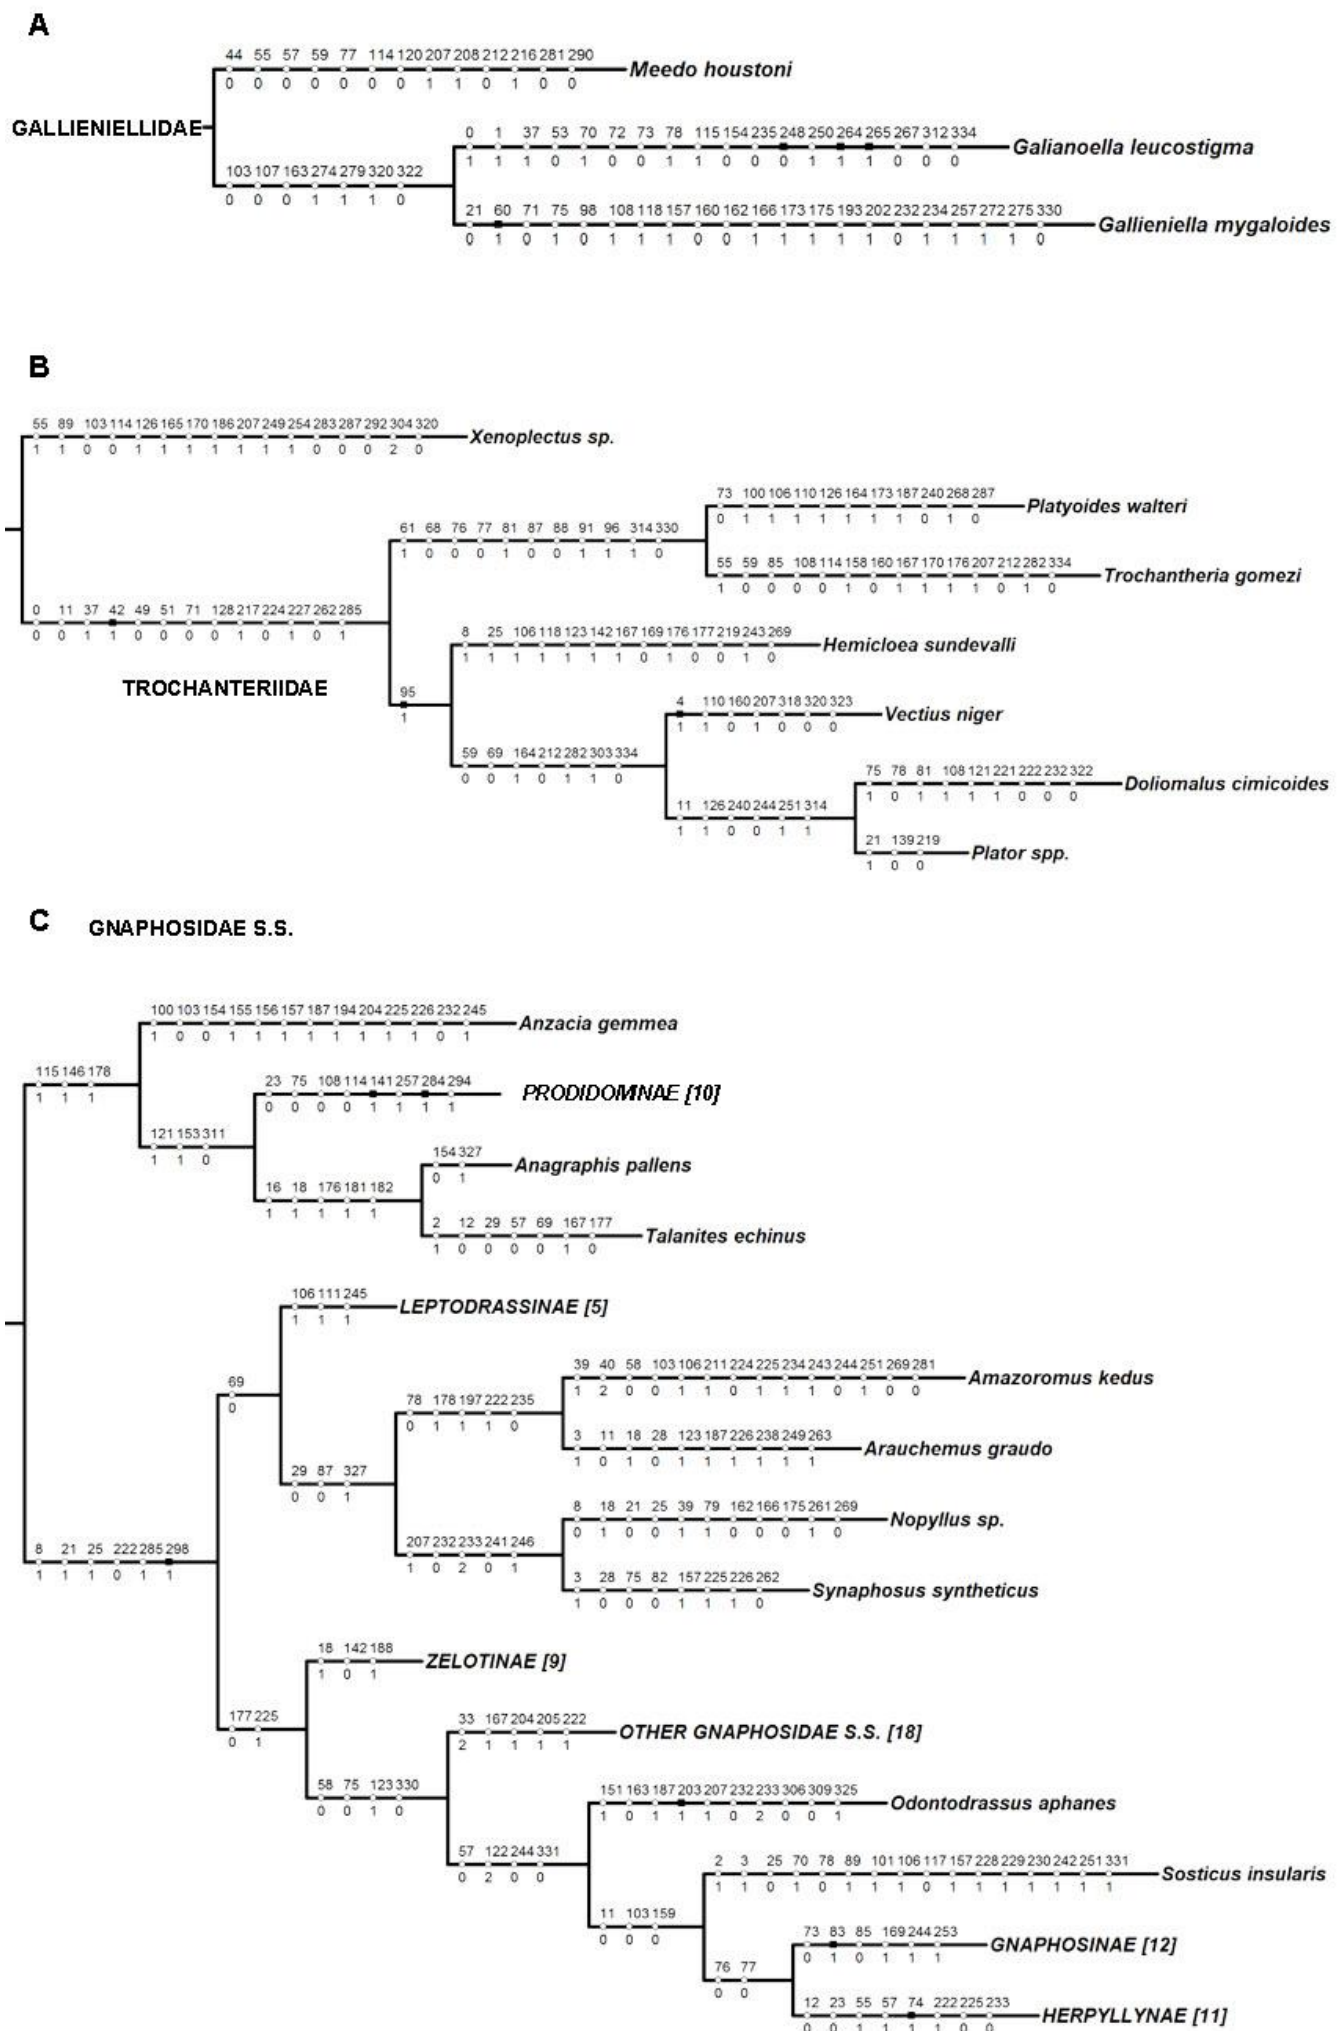 A
44 55 57 59 77 114 120 207 208 212 216 281 290
Meedo houstoni
0 0 0 0 0 0 0 1 1 0 1 0 0
GALLIENIELLIDAE
0 1 37 53 70 72 73 78 115 154 235 248 250 264 265 267 312 334
Galianoella leucostigma
1 1 1 0 1 0 0 1 1 0 0 0 1 1 1 0 0 0
103 107 163 274 279 320 322
0 0 0 1 1 1 0
21 60 71 75 98 108 118 157 160 162 166 173 175 193 202 232 234 257 272 275 330
Gallieniella mygaloides
0 1 0 1 0 1 1 1 0 0 1 1 1 1 1 0 1 1 1 1 0
B
55 89 103 114 126 165 170 186 207 249 254 283 287 292 304 320
Xenoplectus sp.
1 1 0 0 1 1 1 1 1 1 1 0 0 0 2 0
73 100 106 110 126 164 173 187 240 268 287
Platyoides walteri
0 1 1 1 1 1 1 1 0 1 0
61 68 76 77 81 87 88 91 96 314 330
1 0 0 0 1 0 0 1 1 1 0
55 59 85 108 114 158 160 167 170 176 207 212 282 334
Trochantheria gomezi
1 0 0 0 0 1 0 1 1 1 1 0 1 0
0 11 37 42 49 51 71 128 217 224 227 262 285
0 0 1 1 0 0 0 0 1 0 1 0 1
8 25 106 118 123 142 167 169 176 177 219 243 269
Hemicloea sundevalli
1 1 1 1 1 1 1 0 1 0 0 1 0
TROCHANTERIIDAE
95
1
4 110 160 207 318 320 323
Vectius niger
1 1 0 1 0 0 0
59 69 164 212 282 303 334
0 0 1 0 1 1 0
75 78 81 108 121 221 222 232 322
Doliomalus cimicoides
1 0 1 1 1 1 0 0 0
11 126 240 244 251 314
1 1 0 0 1 1
21 139 219
Plator spp.
1 0 0
C GNAPHOSIDAE S.S.
100 103 154 155 156 157 187 194 204 225 226 232 245
Anzacia gemmea
1 0 0 1 1 1 1 1 1 1 1 0 1
115 146 178
1 1 1
23 75 108 114 141 257 284 294
PRODIDOMINAE [10]
0 0 0 0 1 1 1 1
121 153 311
1 1 0
154 327
Anagraphis pallens
0 1
16 18 176 181 182
1 1 1 1 1
2 12 29 57 69 167 177
Talanites echinus
1 0 0 0 0 1 0
106 111 245
LEPTODRASSINAE [5]
1 1 1
69
0
39 40 58 103 106 211 224 225 234 243 244 251 269 281
Amazoromus kedus
1 2 0 0 1 1 0 1 1 1 0 1 0 0
78 178 197 222 235
0 1 1 1 0
3 11 18 28 123 187 226 238 249 263
Arauchemus graudo
1 0 1 0 1 1 1 1 1 1
29 87 327
0 0 1
8 18 21 25 39 79 162 166 175 261 269
Nopyllus sp.
0 1 0 0 1 1 0 0 0 1 0
207 232 233 241 246
1 0 2 0 1
3 28 75 82 157 225 226 262
Synaphosus syntheticus
1 0 0 0 1 1 1 0
8 21 25 222 285 298
1 1 1 0 1 1
18 142 188
ZELOTINAE [9]
1 0 1
177 225
0 1
33 167 204 205 222
OTHER GNAPHOSIDAE S.S. [18]
2 1 1 1 1
58 75 123 330
0 0 1 0
151 163 187 203 207 232 233 306 309 325
Odontodrassus aphanes
1 0 1 1 1 0 2 0 0 1
57 122 244 331
0 2 0 0
2 3 25 70 78 89 101 106 117 157 228 229 230 242 251 331
Sosticus insularis
1 1 0 1 0 1 1 1 0 1 1 1 1 1 1 1
11 103 159
0 0 0
73 83 85 169 244 253
GNAPHOSINAE [12]
0 1 0 1 1 1
76 77
0 0
12 23 55 57 74 222 225 233
HERPYLLYNAE [11]
0 0 1 1 1 1 0 0